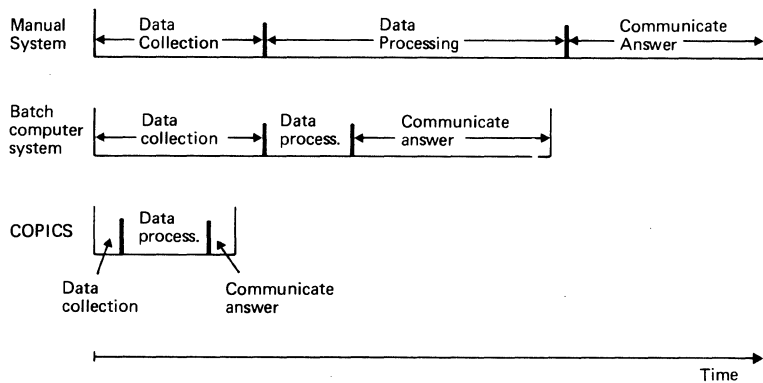 Manual
System
Data
Collection
Data
Processing
Communicate
Answer
Batch
computer
system
Data
collection
Data
process.
Communicate
answer
COPICS
Data
process.
Data
collection
Communicate
answer
Time